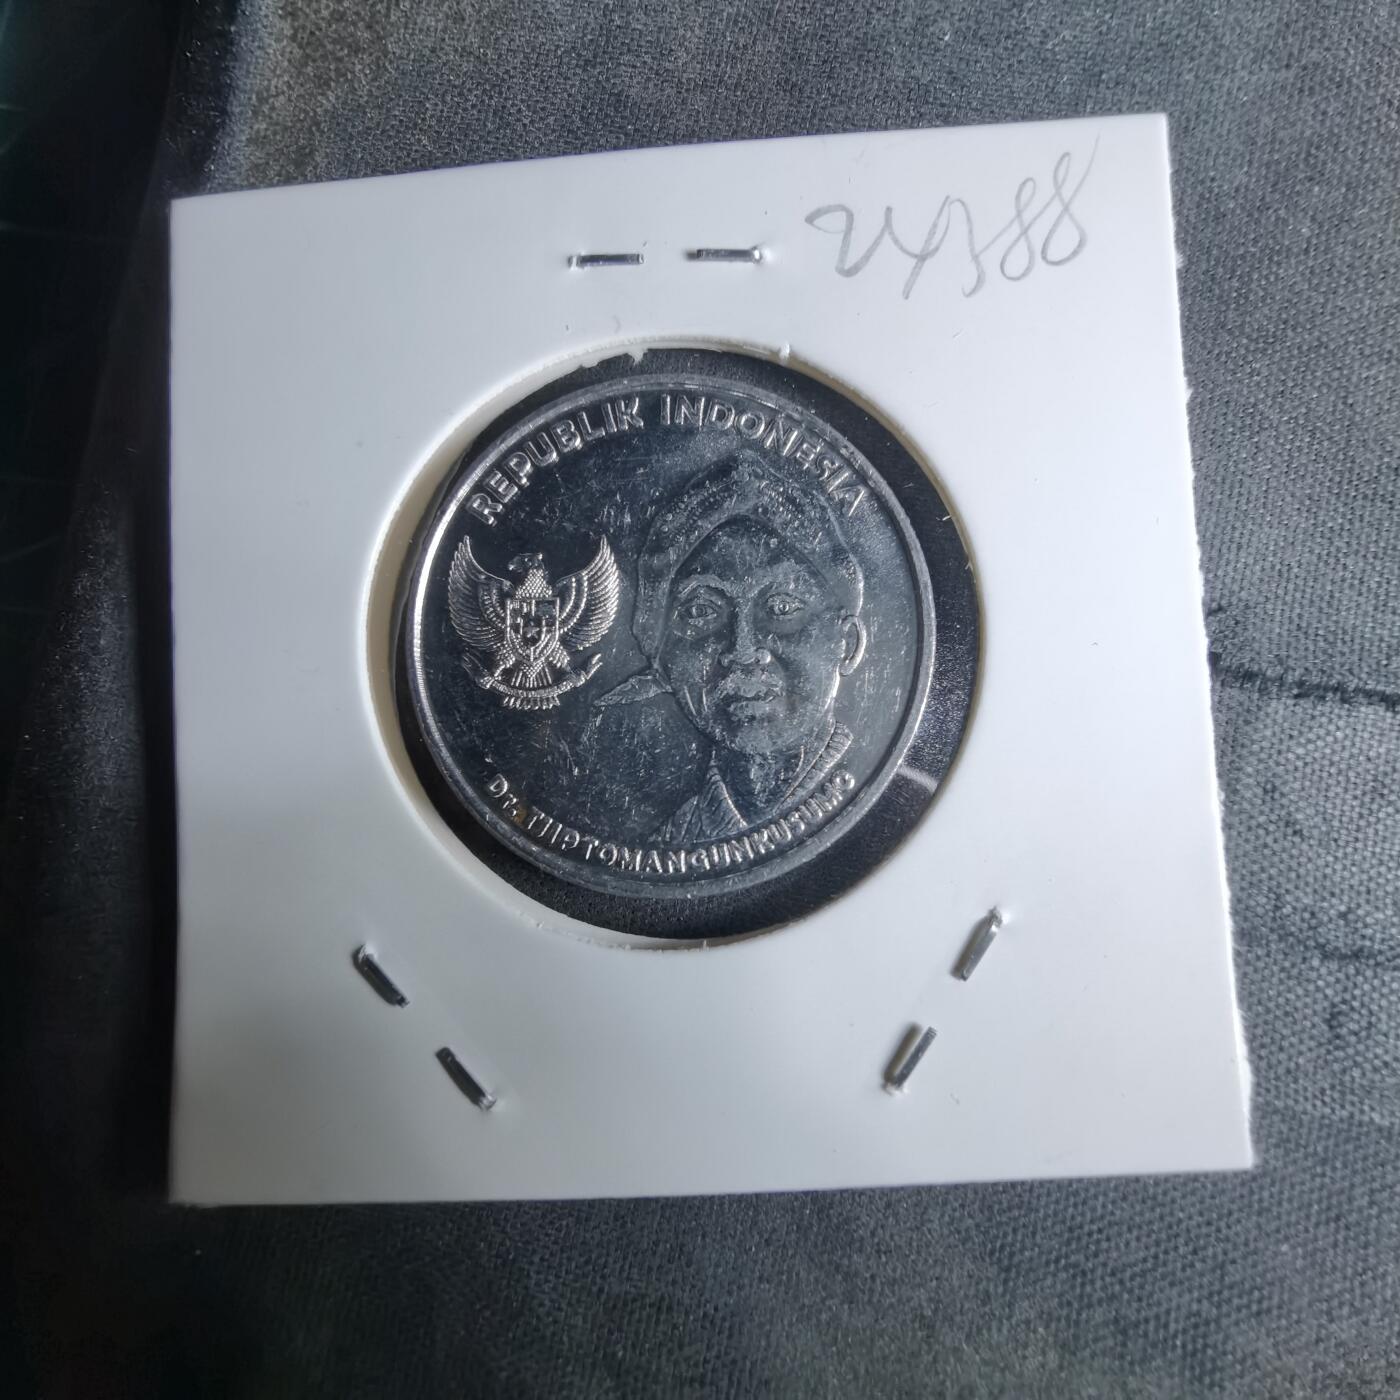 24388
REPUBLIK INDONESIA
Dr. TJIPTOMANGUNKUSUMO